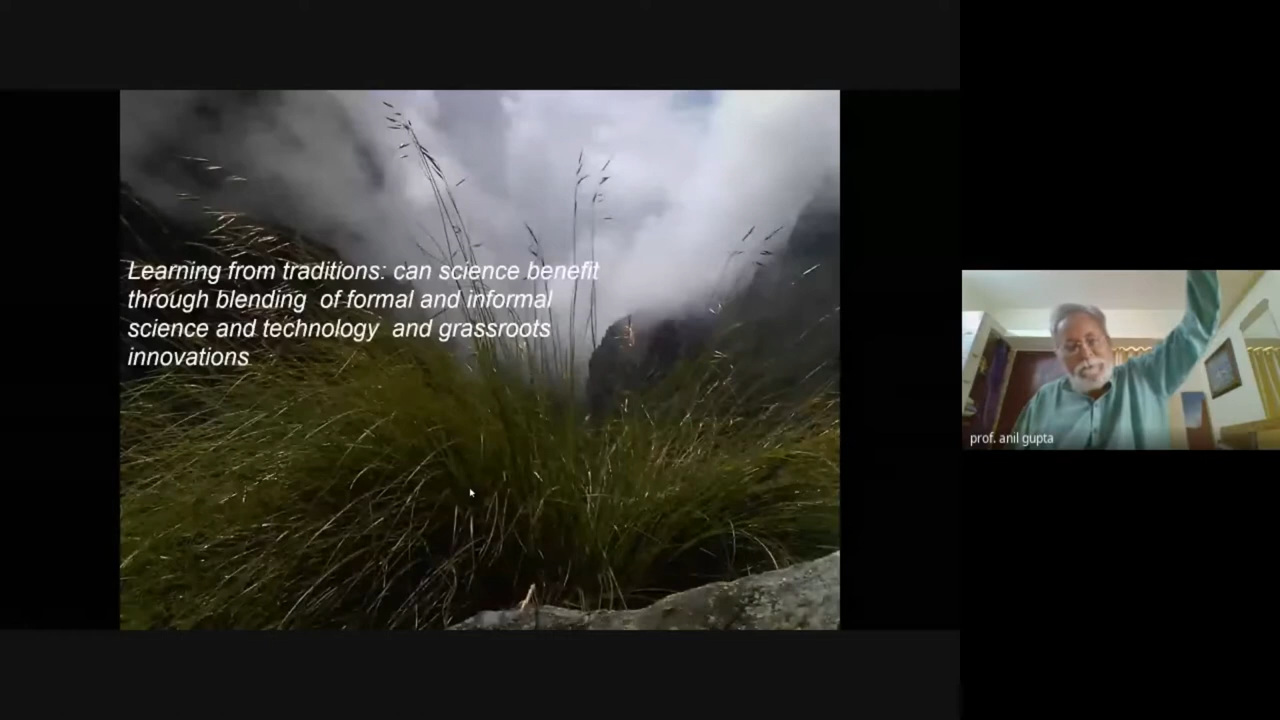 Learning from traditions: can science benefit
through blending of formal and informal
science and technology and grassroots
innovations
prof. anil gupta